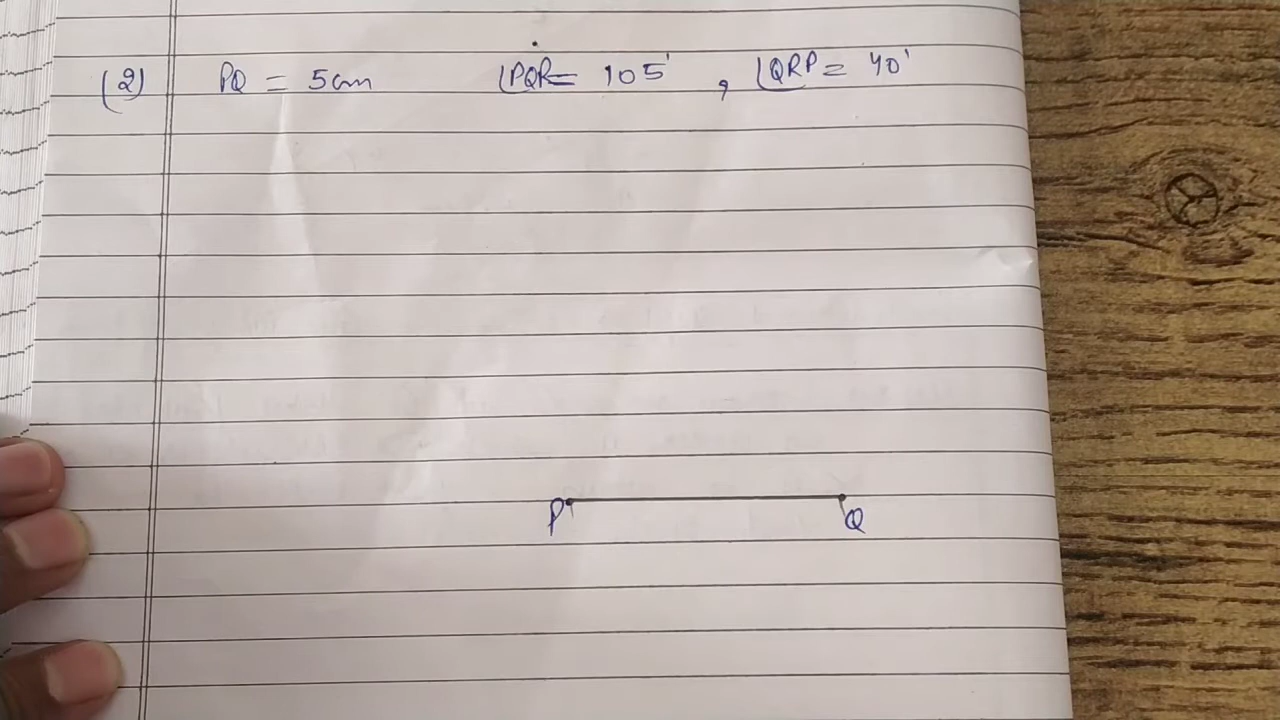 (2) PQ = 5cm ∠PQR = 105° , ∠QRP = 40°
P Q